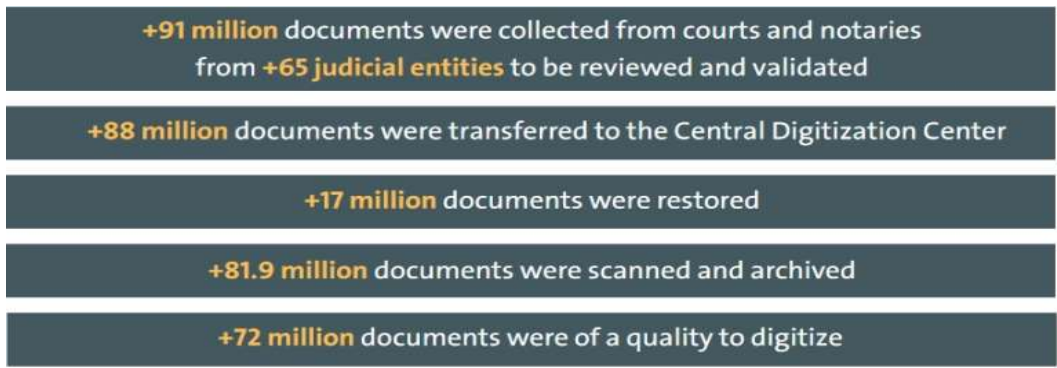 +91 million documents were collected from courts and notaries
from +65 judicial entities to be reviewed and validated
+88 million documents were transferred to the Central Digitization Center
+17 million documents were restored
+81.9 million documents were scanned and archived
+72 million documents were of a quality to digitize